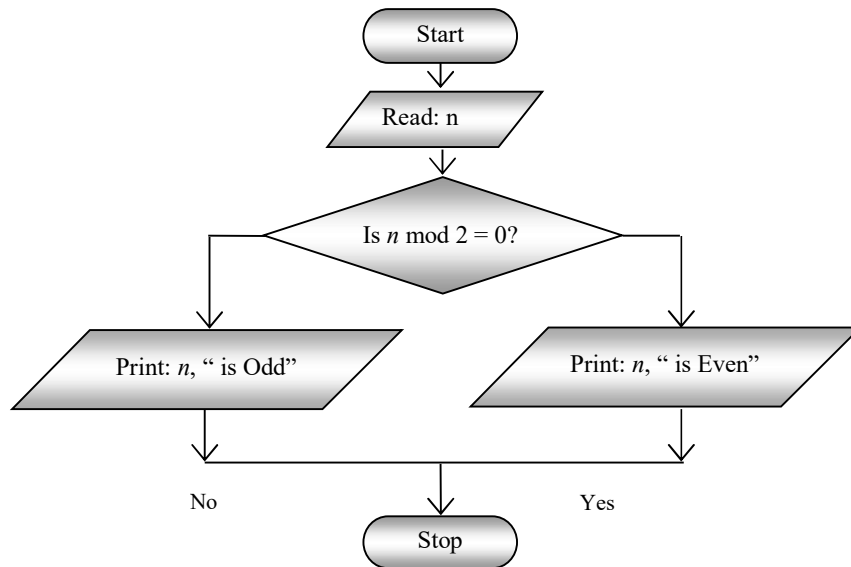 Start
Read: n
Is n mod 2 = 0?
Print: n, “ is Odd”
Print: n, “ is Even”
No
Yes
Stop